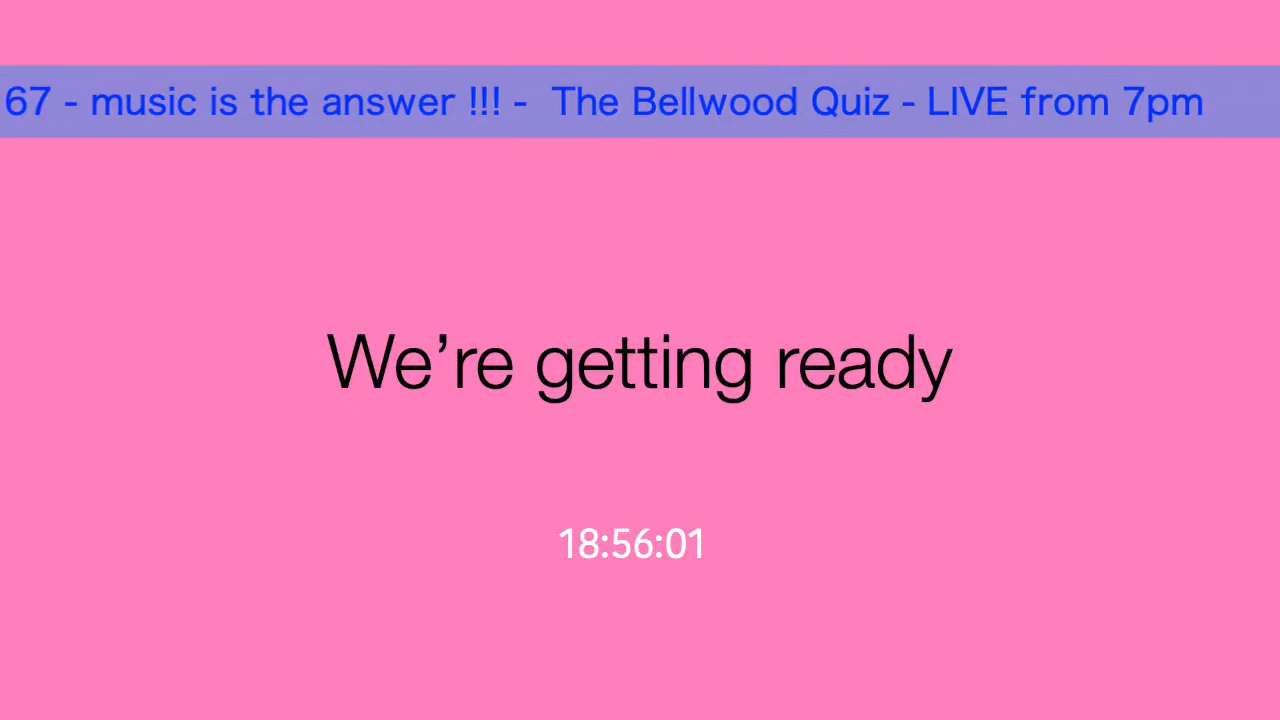 67 - music is the answer !!! -  The Bellwood Quiz - LIVE from 7pm
We’re getting ready
18:56:01